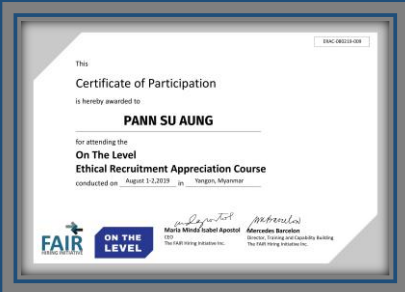 ERAC-080219-009
This
Certificate of Participation
is hereby awarded to
PANN SU AUNG
for attending the
On The Level
Ethical Recruitment Appreciation Course
conducted on August 1-2,2019 in Yangon, Myanmar
Maria Minda Isabel Apostol
CEO
The FAIR Hiring Initiative Inc.
Mercedes Barcelon
Director, Training and Capability Building
The FAIR Hiring Initiative Inc.
FAIR
HIRING INITIATIVE
ON THE
LEVEL